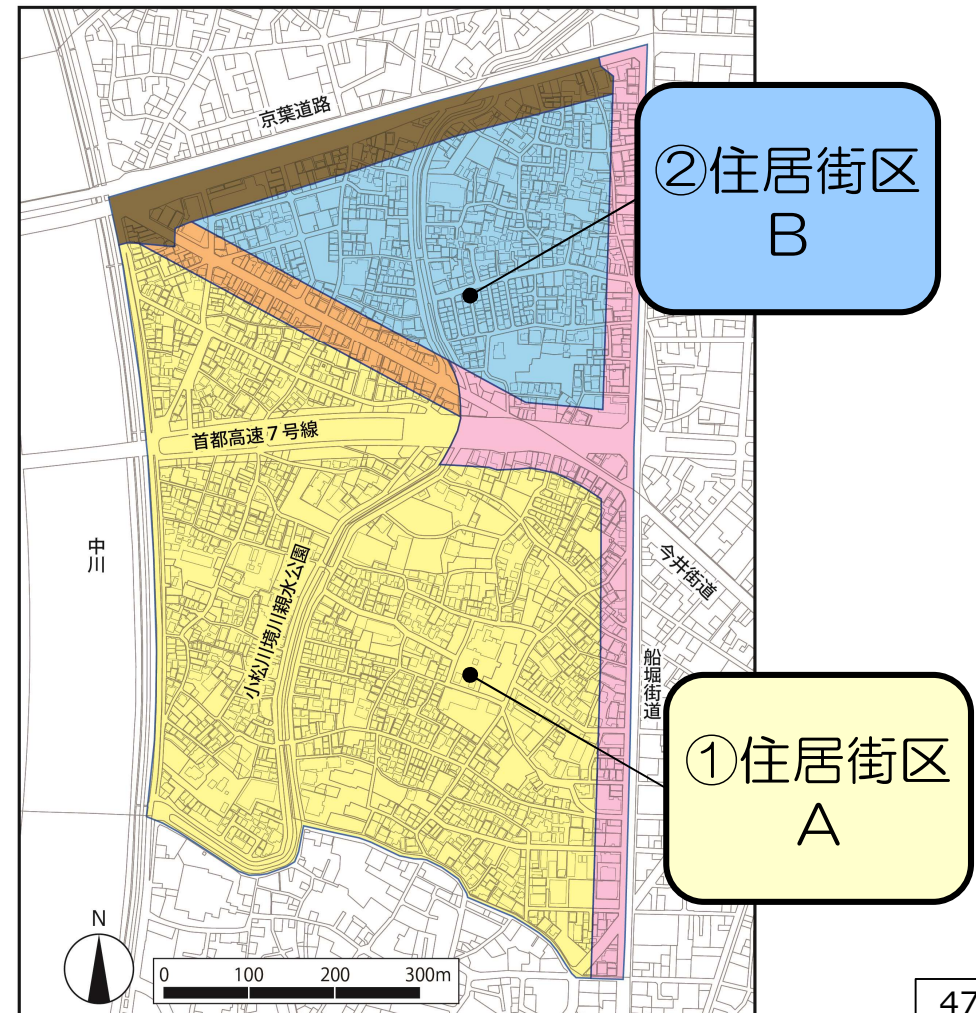 京葉道路
②住居街区
B
首都高速7号線
中川
小松川境川親水公園
今井街道
船堀街道
①住居街区
A
N
0 100 200 300m
47